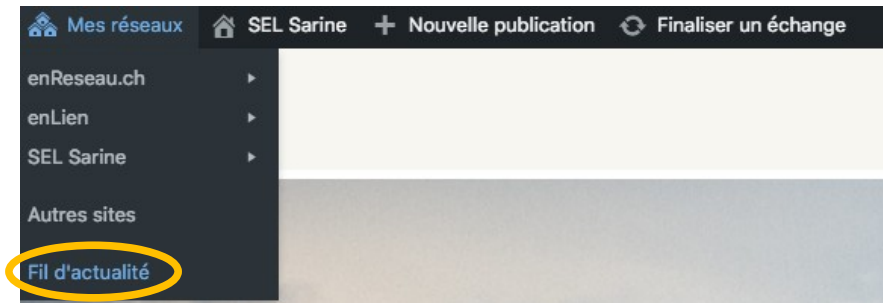 Mes réseaux SEL Sarine + Nouvelle publication Finaliser un échange
enReseau.ch
enLien
SEL Sarine
Autres sites
Fil d'actualité